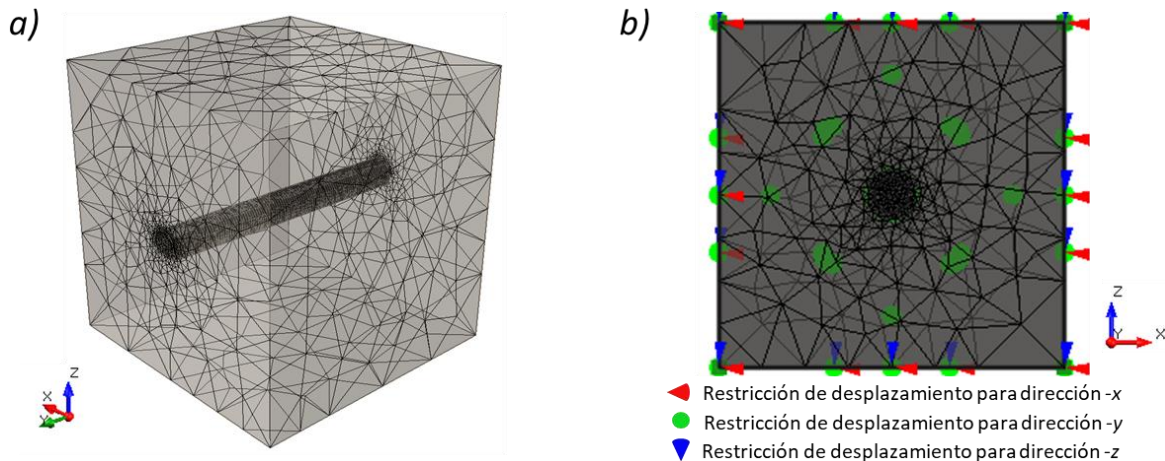 a)
b)
Z
X
Y
Z
Y
X
Restricción de desplazamiento para dirección -x
Restricción de desplazamiento para dirección -y
Restricción de desplazamiento para dirección -z